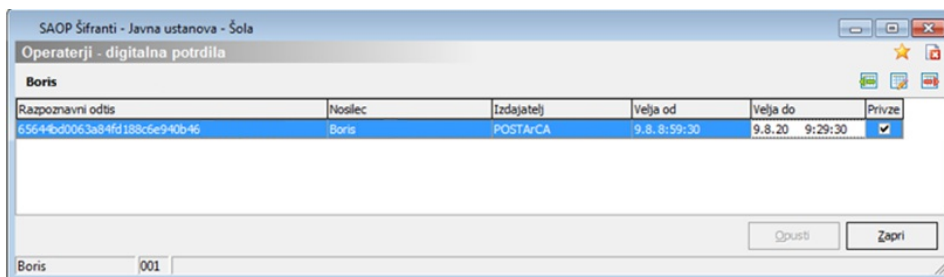 SAOP Šifranti - Javna ustanova - Šola
Operaterji - digitalna potrdila
Boris
Razpoznavni odtis Nosilec Izdajatelj Velja od Velja do Privze
65644bd0063a84fd188c6e940b46 Boris POSTArCA 9.8. 8:59:30 9.8.20 9:29:30
Opusti Zapri
Boris 001